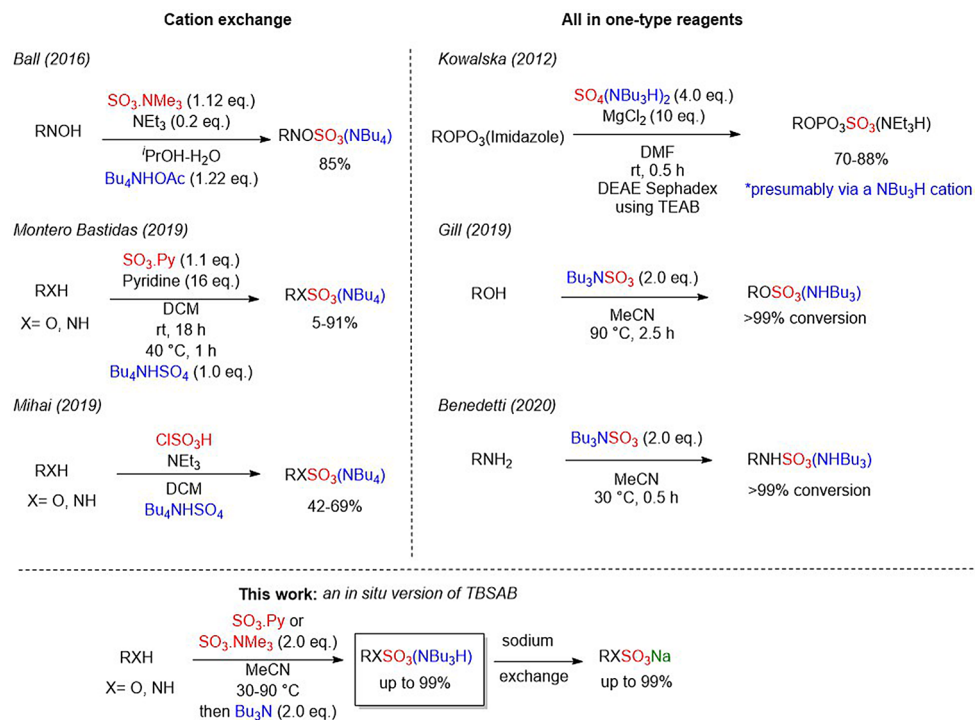 Cation exchange
Ball (2016)
RNOH
SO3.NMe3 (1.12 eq.)
NEt3 (0.2 eq.)
iPrOH-H2O
Bu4NHOAc (1.22 eq.)
RNOSO3(NBu4)
85%
Montero Bastidas (2019)
RXH
X= O, NH
SO3.Py (1.1 eq.)
Pyridine (16 eq.)
DCM
rt, 18 h
40 °C, 1 h
Bu4NHSO4 (1.0 eq.)
RXSO3(NBu4)
5-91%
Mihai (2019)
RXH
X= O, NH
ClSO3H
NEt3
DCM
Bu4NHSO4
RXSO3(NBu4)
42-69%
All in one-type reagents
Kowalska (2012)
ROPO3(Imidazole)
SO4(NBu3H)2 (4.0 eq.)
MgCl2 (10 eq.)
DMF
rt, 0.5 h
DEAE Sephadex
using TEAB
ROPO3SO3(NEt3H)
70-88%
*presumably via a NBu3H cation
Gill (2019)
ROH
Bu3NSO3 (2.0 eq.)
MeCN
90 °C, 2.5 h
ROSO3(NHBu3)
>99% conversion
Benedetti (2020)
RNH2
Bu3NSO3 (2.0 eq.)
MeCN
30 °C, 0.5 h
RNHSO3(NHBu3)
>99% conversion
This work: an in situ version of TBSAB
RXH
X= O, NH
SO3.Py or
SO3.NMe3 (2.0 eq.)
MeCN
30-90 °C
then Bu3N (2.0 eq.)
RXSO3(NBu3H)
up to 99%
sodium
exchange
RXSO3Na
up to 99%